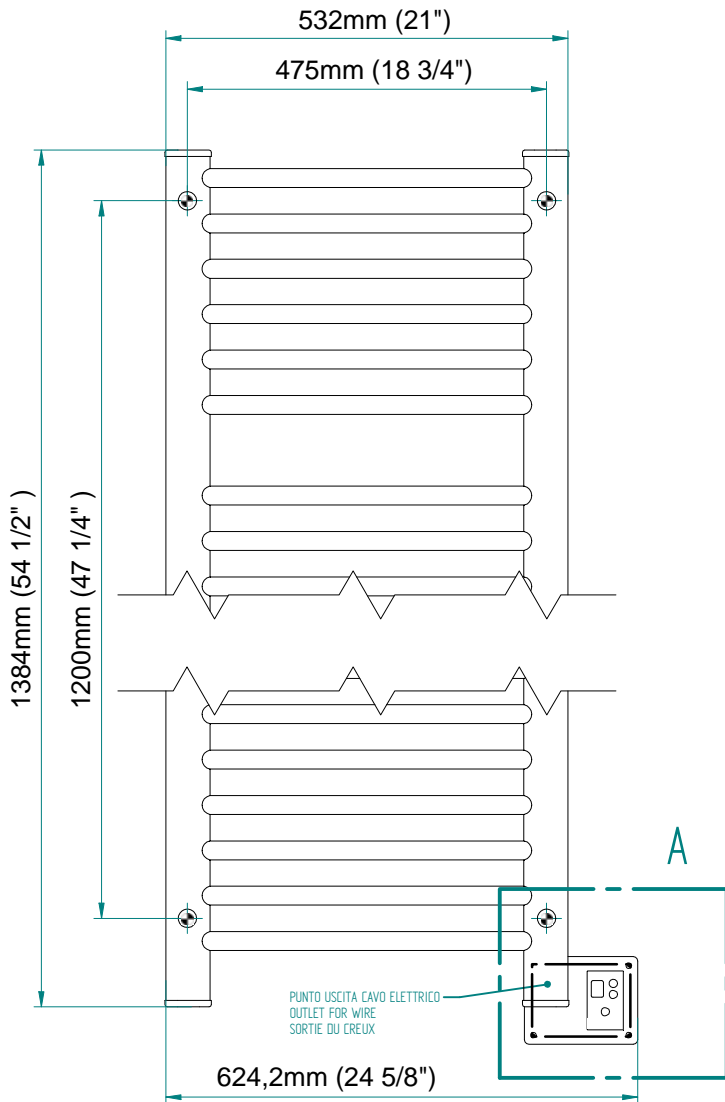 532mm (21")
475mm (18 3/4")
1384mm (54 1/2" )
1200mm (47 1/4" )
A
PUNTO USCITA CAVO ELETTRICO
OUTLET FOR WIRE
SORTIE DU CREUX
624,2mm (24 5/8")